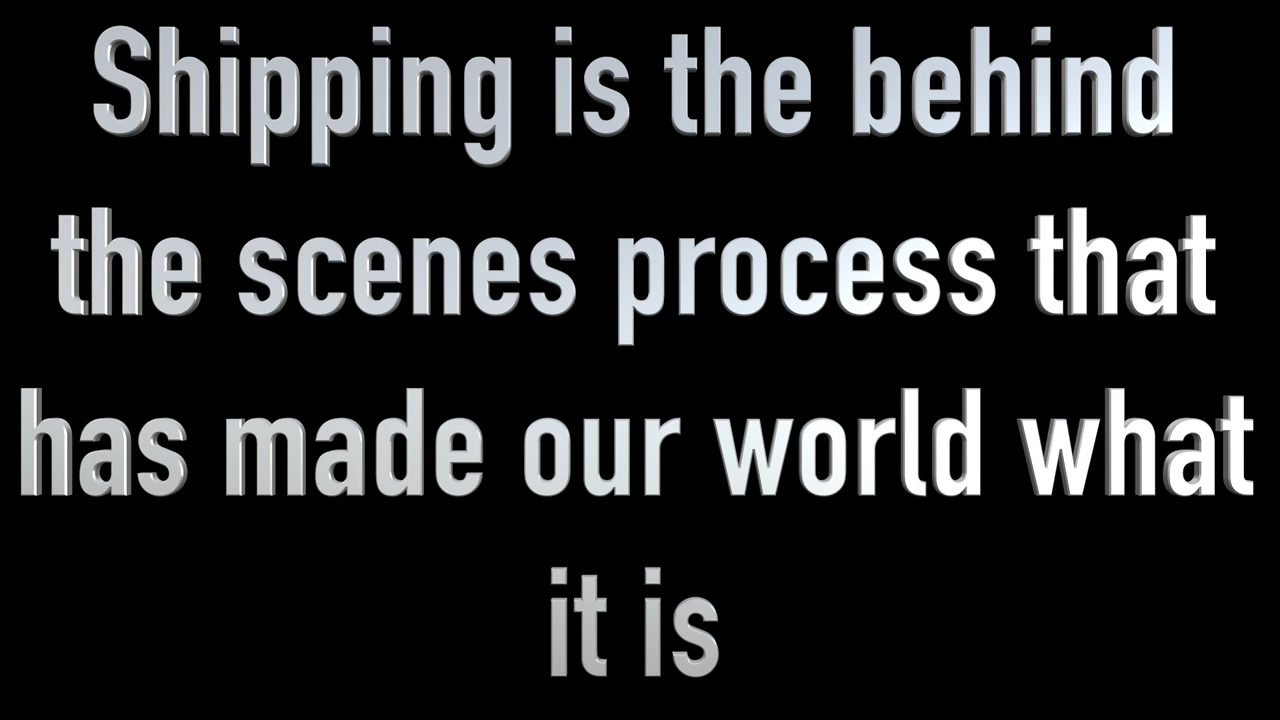 Shipping is the behind
the scenes process that
has made our world what
it is